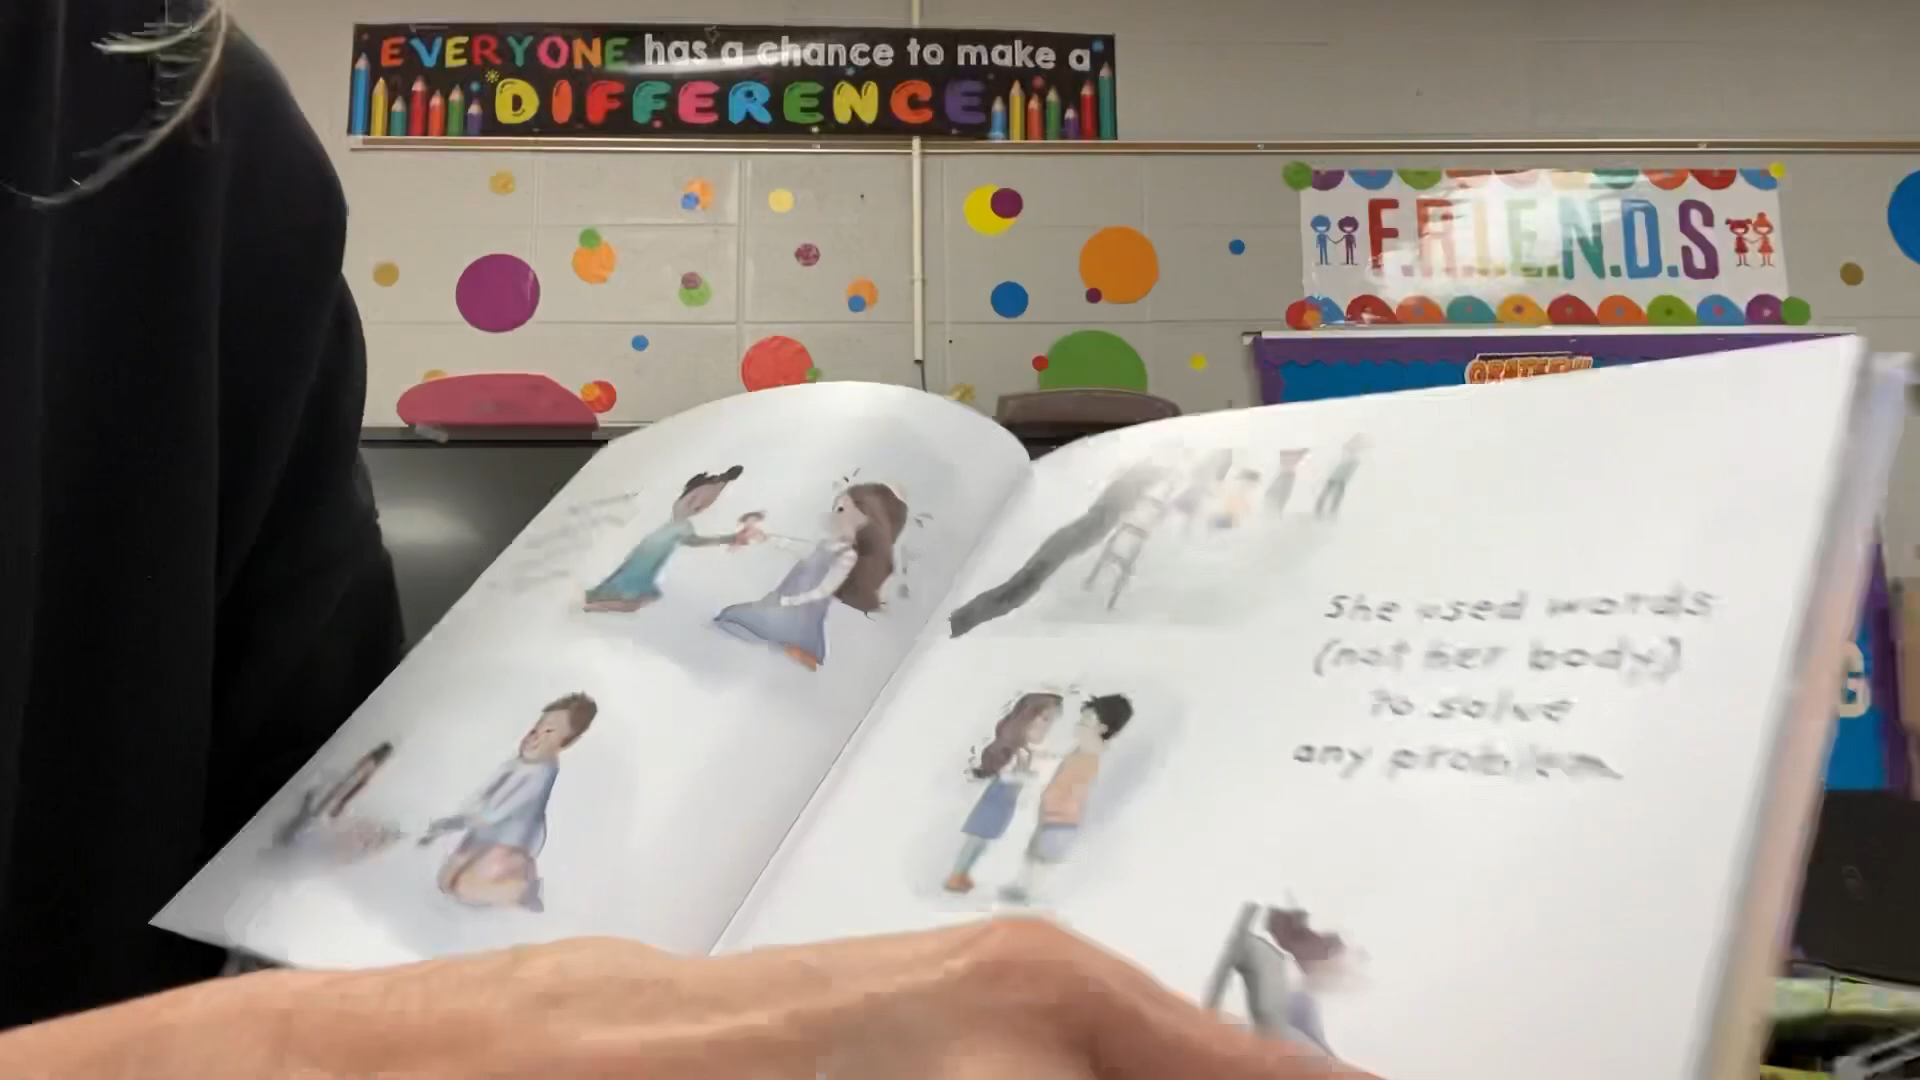 EVERYONE has a chance to make a
DIFFERENCE
F.R.I.E.N.D.S
She used words
(not her body)
to solve
any problem.
G